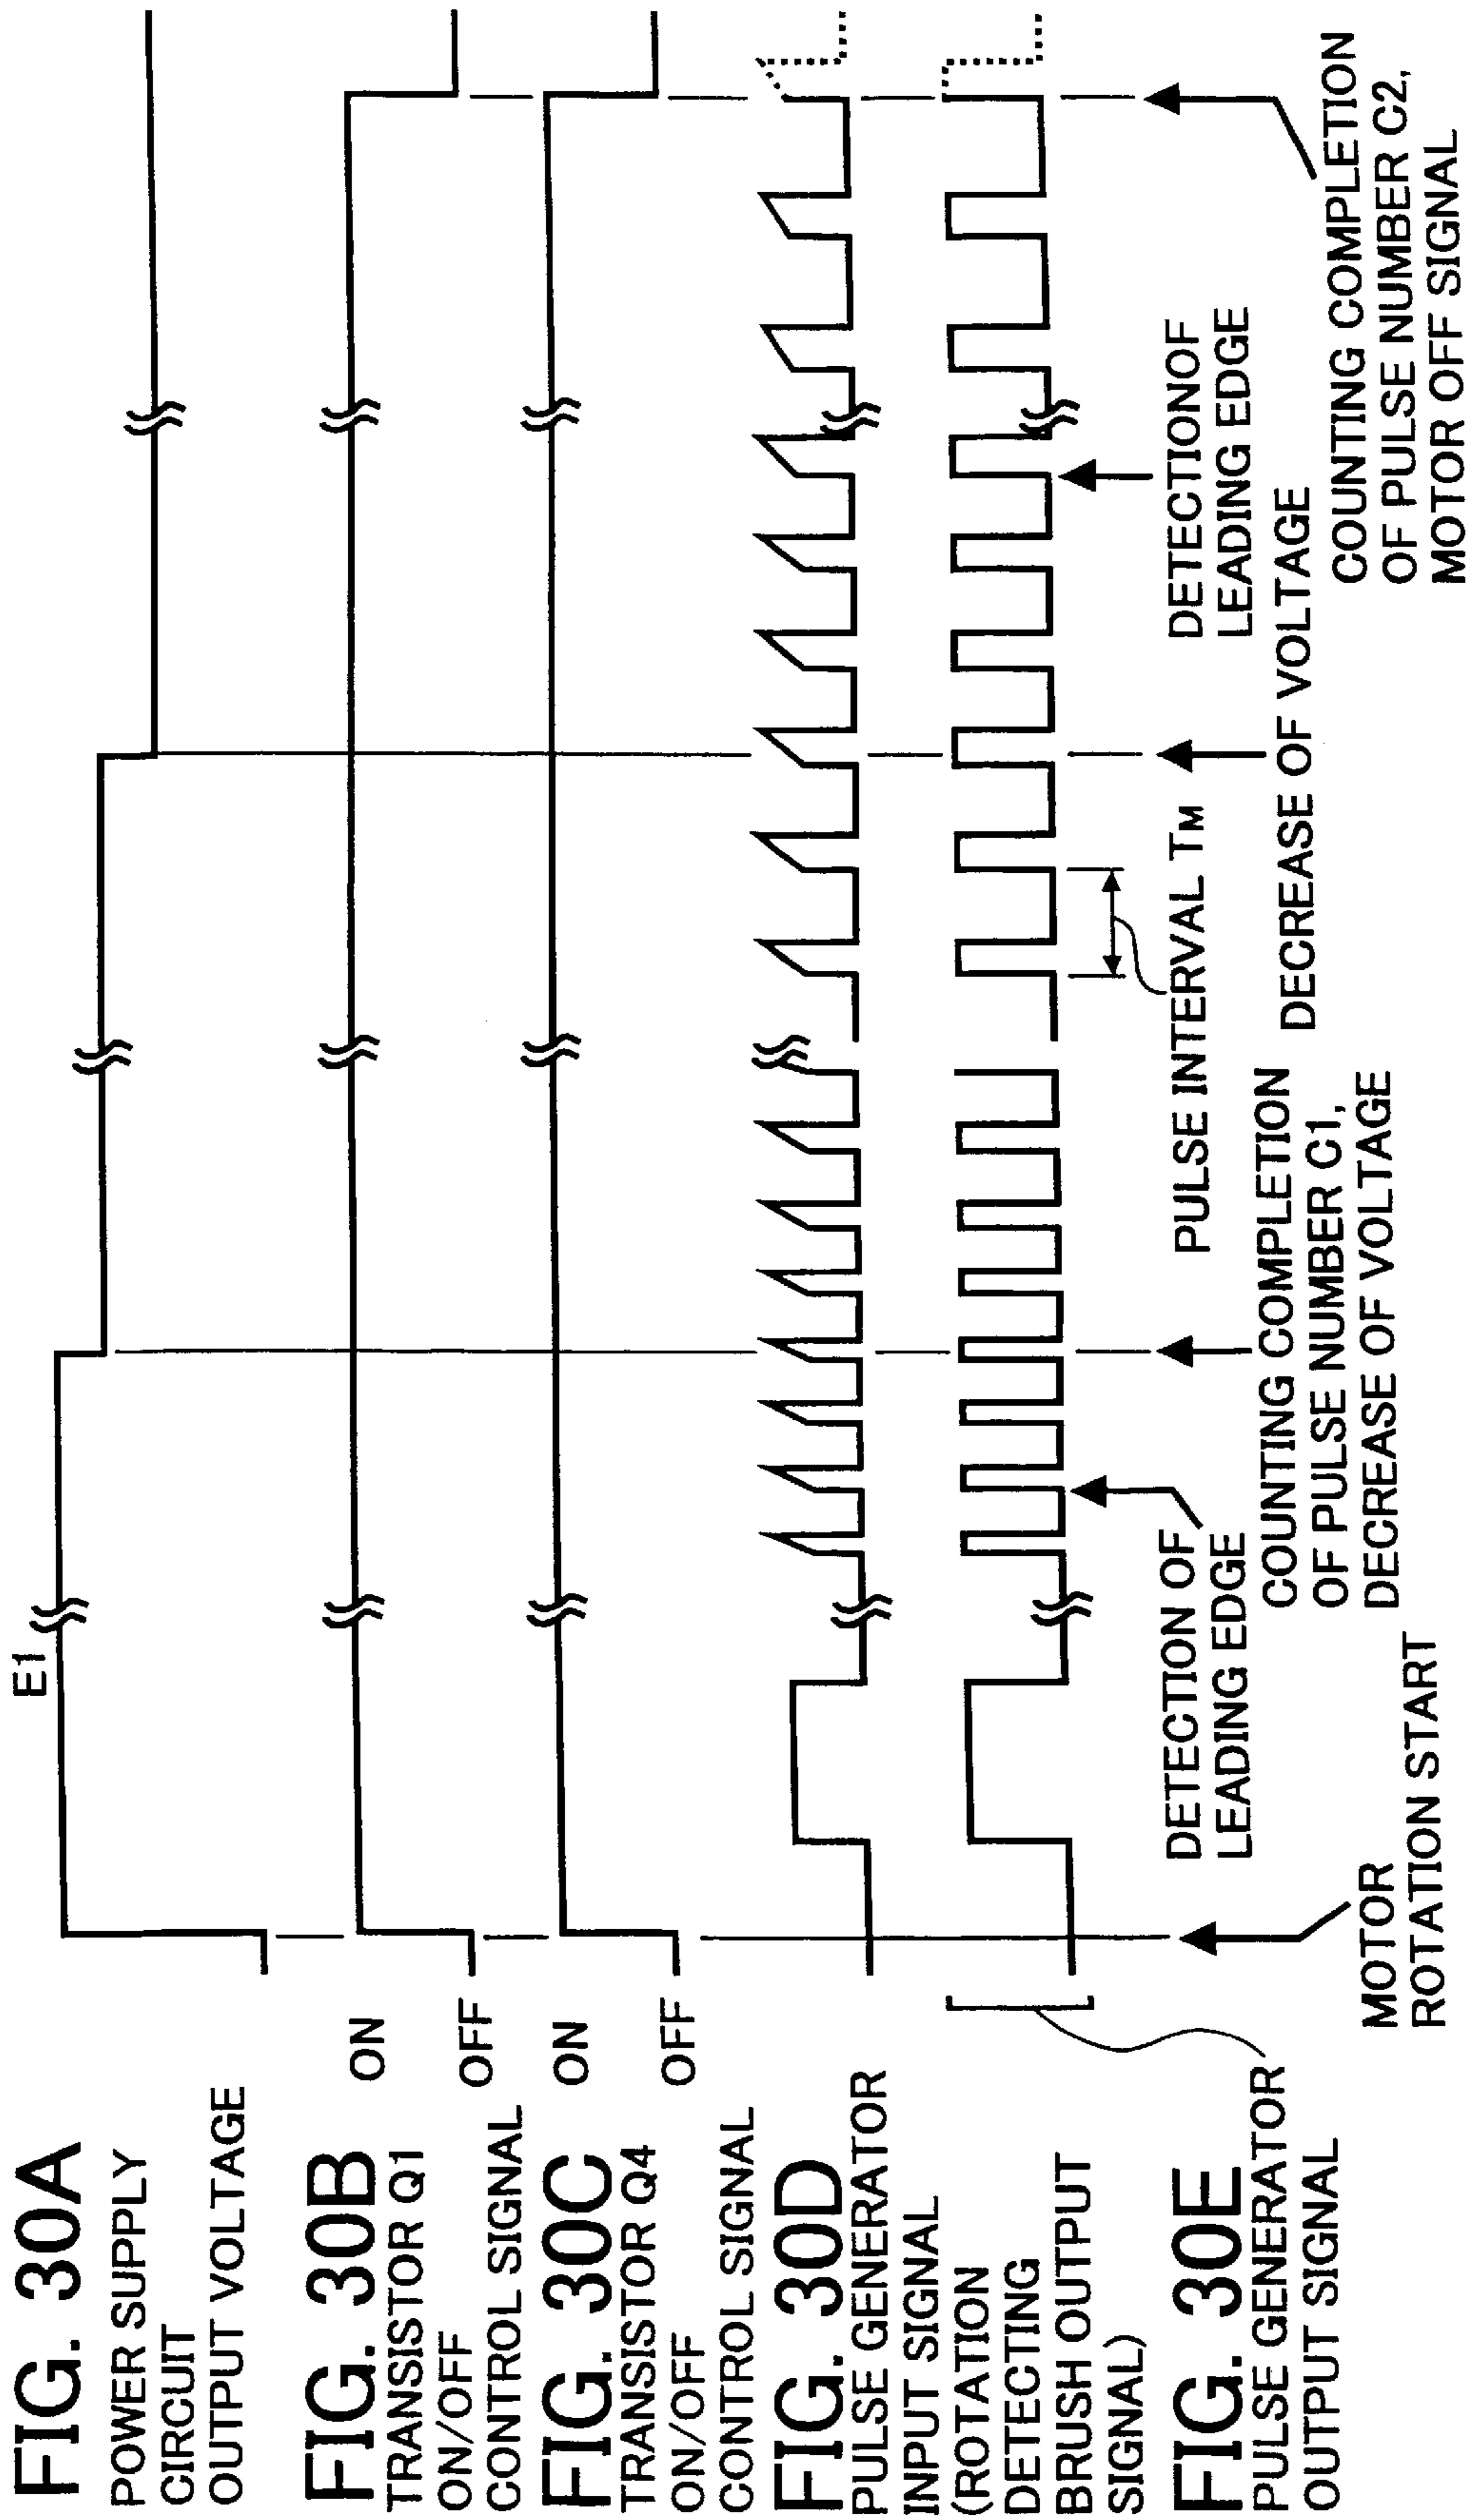 FIG. 30A
POWER SUPPLY
CIRCUIT
OUTPUT VOLTAGE
E1
FIG. 30B
TRANSISTOR Q1
ON/OFF
CONTROL SIGNAL
ON
OFF
FIG. 30C
TRANSISTOR Q4
ON/OFF
CONTROL SIGNAL
ON
OFF
FIG. 30D
PULSE GENERATOR
INPUT SIGNAL
(ROTATION
DETECTING
BRUSH OUTPUT
SIGNAL)
FIG. 30E
PULSE GENERATOR
OUTPUT SIGNAL
MOTOR
ROTATION START
DETECTION OF
LEADING EDGE
COUNTING COMPLETION
OF PULSE NUMBER C1,
DECREASE OF VOLTAGE
PULSE INTERVAL TM
DECREASE OF VOLTAGE
DETECTIONOF
LEADING EDGE
COUNTING COMPLETION
OF PULSE NUMBER C2,
MOTOR OFF SIGNAL